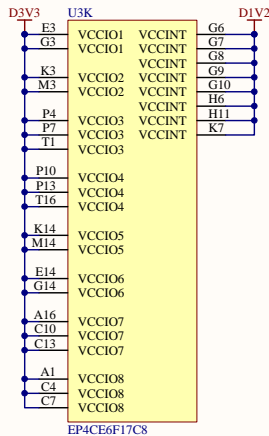 D3V3 U3K D1V2
E3 VCCIO1 VCCINT G6
G3 VCCIO1 VCCINT G7
VCCINT G8
K3 VCCIO2 VCCINT G9
M3 VCCIO2 VCCINT G10
VCCINT H6
P4 VCCIO3 VCCINT H11
P7 VCCIO3 VCCINT K7
T1 VCCIO3
P10 VCCIO4
P13 VCCIO4
T16 VCCIO4
K14 VCCIO5
M14 VCCIO5
E14 VCCIO6
G14 VCCIO6
A16 VCCIO7
C10 VCCIO7
C13 VCCIO7
A1 VCCIO8
C4 VCCIO8
C7 VCCIO8
EP4CE6F17C8